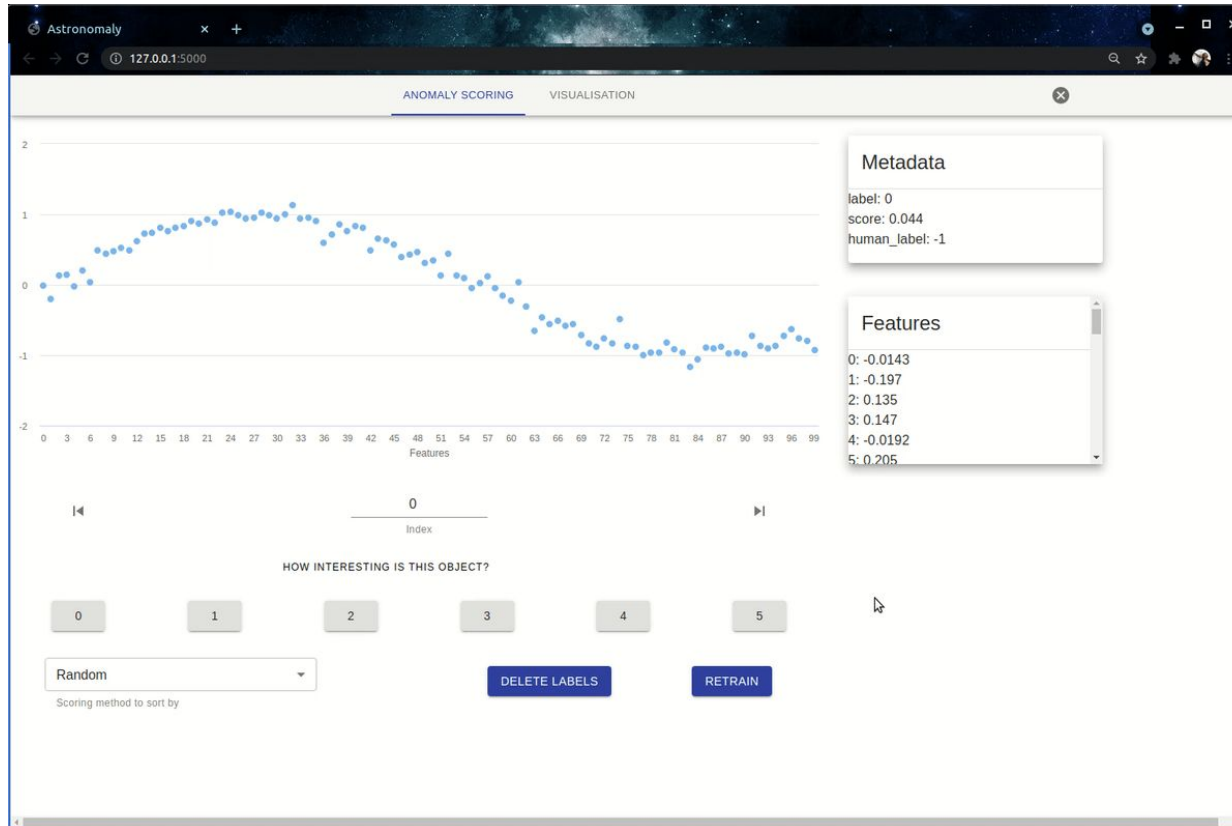 Astronomaly
127.0.0.1:5000
ANOMALY SCORING VISUALISATION
2
1
0
-1
-2
0 3 6 9 12 15 18 21 24 27 30 33 36 39 42 45 48 51 54 57 60 63 66 69 72 75 78 81 84 87 90 93 96 99
Features
Metadata
label: 0
score: 0.044
human_label: -1
Features
0: -0.0143
1: -0.197
2: 0.135
3: 0.147
4: -0.0192
5: 0.205
0
Index
HOW INTERESTING IS THIS OBJECT?
0 1 2 3 4 5
Random
Scoring method to sort by
DELETE LABELS
RETRAIN